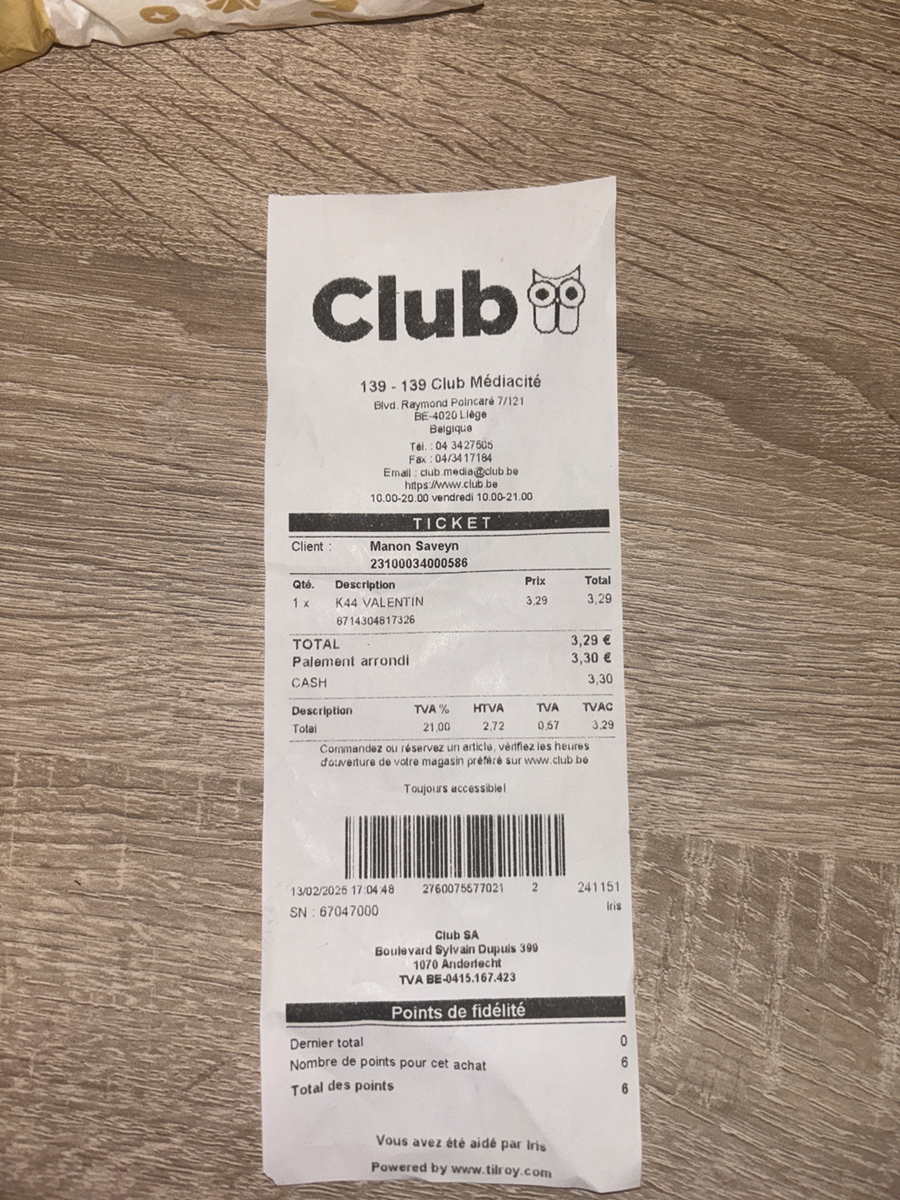 Club
139 - 139 Club Médiacité
Blvd. Raymond Poincaré 7/121
BE-4020 Liège
Belgique
Tél. : 04 3427605
Fax : 04/3417184
Email : club.media@club.be
https://www.club.be
10.00-20.00 vendredi 10.00-21.00
TICKET
Client : Manon Saveyn
23100034000586
Qté. Description Prix Total
1 x K44 VALENTIN 3,29 3,29
8714304817326
TOTAL 3,29 €
Paiement arrondi 3,30 €
CASH 3,30
Description TVA % HTVA TVA TVAC
Total 21,00 2,72 0,57 3,29
Commandez ou réservez un article, vérifiez les heures
d'ouverture de votre magasin préféré sur www.club.be
Toujours accessible!
13/02/2025 17:04:48 2760075577021 2 241151
SN : 67047000 Iris
Club SA
Boulevard Sylvain Dupuis 399
1070 Anderlecht
TVA BE-0415.167.423
Points de fidélité
Dernier total 0
Nombre de points pour cet achat 6
Total des points 6
Vous avez été aidé par Iris
Powered by www.tilroy.com